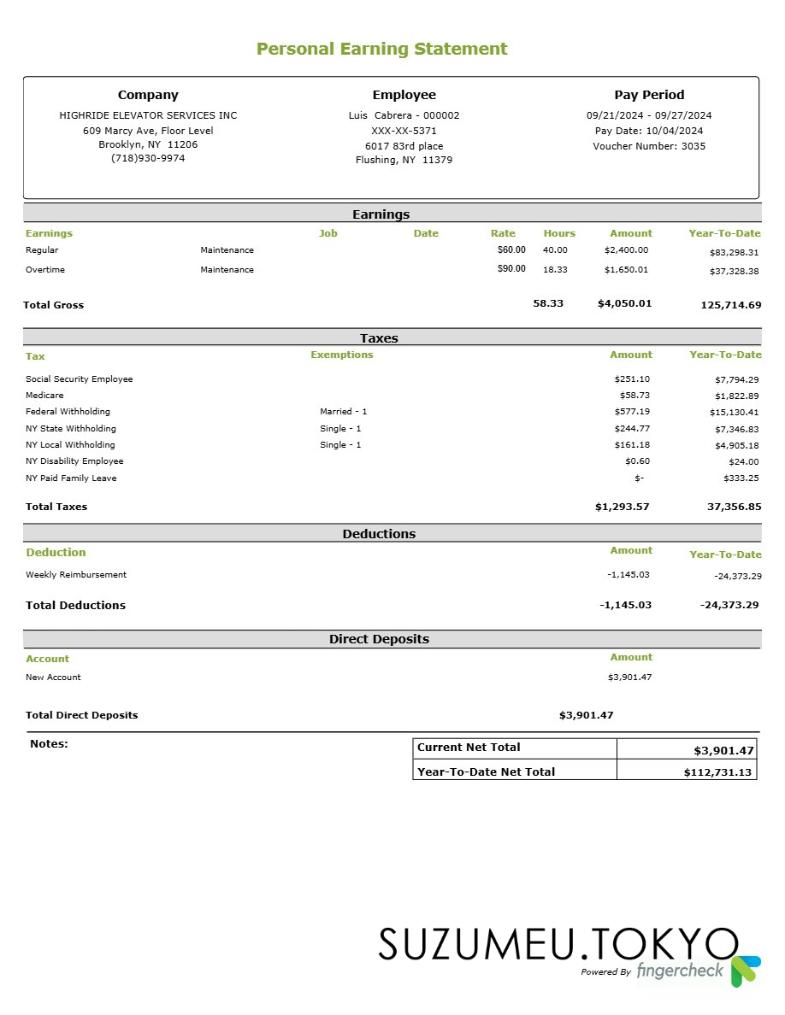 Personal Earning Statement
Company Employee Pay Period
HIGHRIDE ELEVATOR SERVICES INC Luis Cabrera - 000002 09/21/2024 - 09/27/2024
609 Marcy Ave, Floor Level XXX-XX-5371 Pay Date: 10/04/2024
Brooklyn, NY 11206 6017 83rd place Voucher Number: 3035
(718)930-9974 Flushing, NY 11379
Earnings
Earnings Job Date Rate Hours Amount Year-To-Date
Regular Maintenance $60.00 40.00 $2,400.00 $83,298.31
Overtime Maintenance $90.00 18.33 $1,650.01 $37,328.38
Total Gross 58.33 $4,050.01 125,714.69
Taxes
Tax Exemptions Amount Year-To-Date
Social Security Employee $251.10 $7,794.29
Medicare $58.73 $1,822.89
Federal Withholding Married - 1 $577.19 $15,130.41
NY State Withholding Single - 1 $244.77 $7,346.83
NY Local Withholding Single - 1 $161.18 $4,905.18
NY Disability Employee $0.60 $24.00
NY Paid Family Leave $- $333.25
Total Taxes $1,293.57 37,356.85
Deductions
Deduction Amount Year-To-Date
Weekly Reimbursement -1,145.03 -24,373.29
Total Deductions -1,145.03 -24,373.29
Direct Deposits
Account Amount
New Account $3,901.47
Total Direct Deposits $3,901.47
Notes: Current Net Total $3,901.47
Year-To-Date Net Total $112,731.13
SUZUMEU.TOKYO
Powered By fingercheck